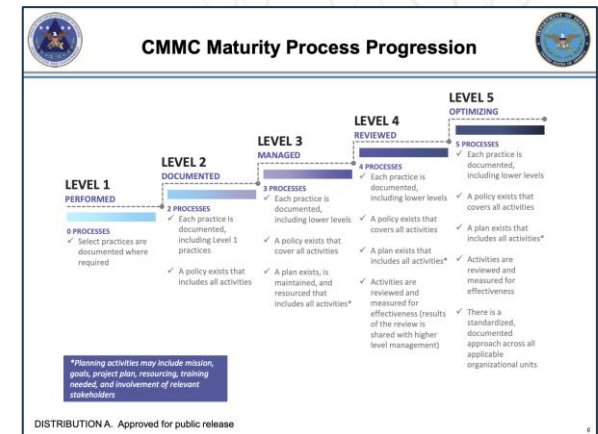 CMMC Maturity Process Progression
LEVEL 1
PERFORMED
0 PROCESSES
✓ Select practices are
documented where
required
LEVEL 2
DOCUMENTED
2 PROCESSES
✓ Each practice is
documented,
including Level 1
practices
✓ A policy exists that
includes all activities
LEVEL 3
MANAGED
3 PROCESSES
✓ Each practice is
documented,
including lower levels
✓ A policy exists that
cover all activities
✓ A plan exists, is
maintained, and
resourced that
includes all activities*
LEVEL 4
REVIEWED
4 PROCESSES
✓ Each practice is
documented,
including lower levels
✓ A policy exists that
covers all activities
✓ A plan exists that
includes all activities*
✓ Activities are
reviewed and
measured for
effectiveness (results
of the review is
shared with higher
level management)
LEVEL 5
OPTIMIZING
5 PROCESSES
✓ Each practice is
documented,
including lower levels
✓ A policy exists that
covers all activities
✓ A plan exists that
includes all activities*
✓ Activities are
reviewed and
measured for
effectiveness
✓ There is a
standardized,
documented
approach across all
applicable
organizational units
*Planning activities may include mission,
goals, project plan, resourcing, training
needed, and involvement of relevant
stakeholders
DISTRIBUTION A. Approved for public release
6